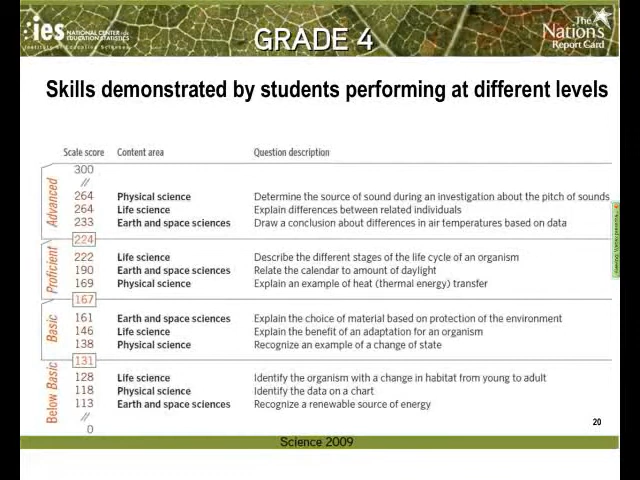 ies NATIONAL CENTER for EDUCATION STATISTICS
Institute of Education Sciences
GRADE 4
The Nation's Report Card
Skills demonstrated by students performing at different levels
Scale score Content area Question description
300
//
Advanced
264 Physical science Determine the source of sound during an investigation about the pitch of sounds
264 Life science Explain differences between related individuals
233 Earth and space sciences Draw a conclusion about differences in air temperatures based on data
224
Proficient
222 Life science Describe the different stages of the life cycle of an organism
190 Earth and space sciences Relate the calendar to amount of daylight
169 Physical science Explain an example of heat (thermal energy) transfer
167
Basic
161 Earth and space sciences Explain the choice of material based on protection of the environment
146 Life science Explain the benefit of an adaptation for an organism
138 Physical science Recognize an example of a change of state
131
Below Basic
128 Life science Identify the organism with a change in habitat from young to adult
118 Physical science Identify the data on a chart
113 Earth and space sciences Recognize a renewable source of energy
//
0
20
Science 2009